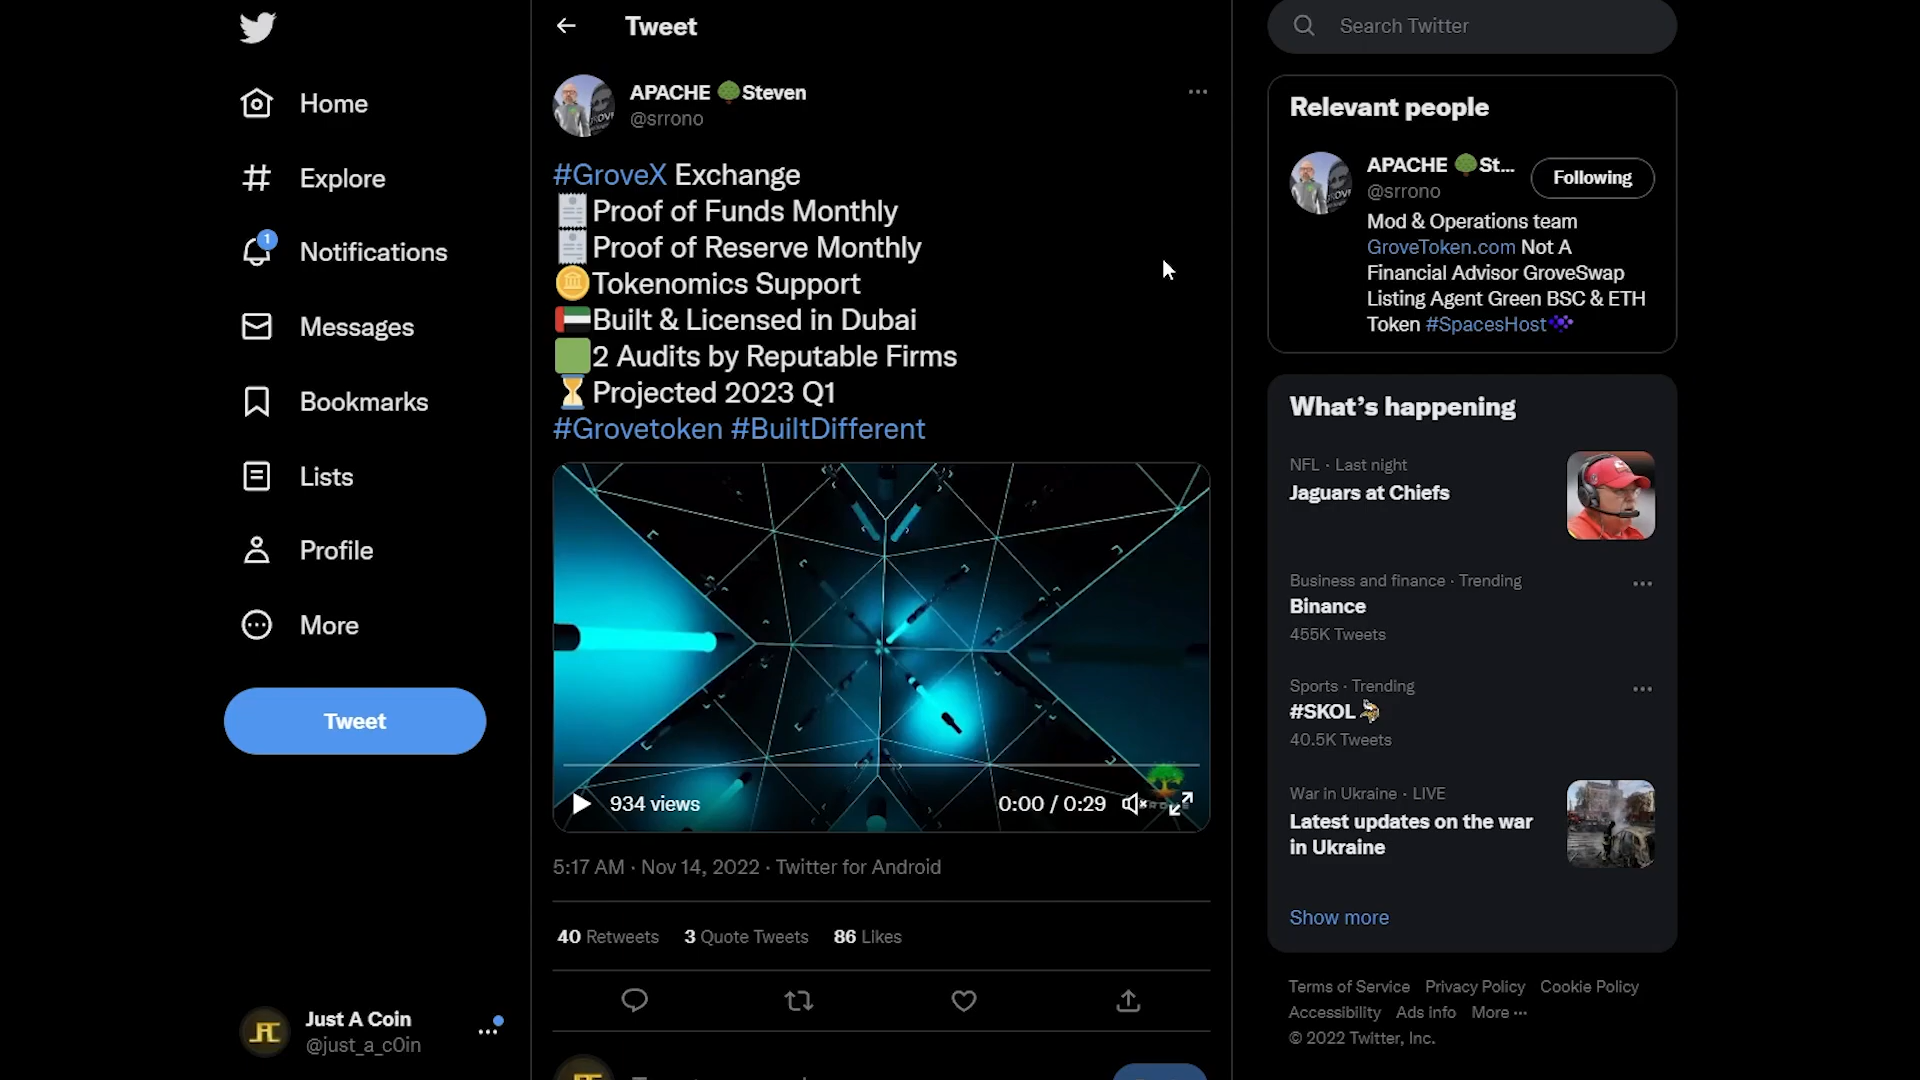 Home
Explore
1
Notifications
Messages
Bookmarks
Lists
Profile
More
Tweet
Just A Coin
@just_a_c0in
Tweet
APACHE 🌳Steven
@srrono
#GroveX Exchange
🧾Proof of Funds Monthly
🧾Proof of Reserve Monthly
🪙Tokenomics Support
🇦🇪Built & Licensed in Dubai
🟩2 Audits by Reputable Firms
⏳Projected 2023 Q1
#Grovetoken #BuiltDifferent
934 views
0:00 / 0:29
5:17 AM · Nov 14, 2022 · Twitter for Android
40 Retweets 3 Quote Tweets 86 Likes
Search Twitter
Relevant people
APACHE 🌳St...
@srrono
Following
Mod & Operations team
GroveToken.com Not A
Financial Advisor GroveSwap
Listing Agent Green BSC & ETH
Token #SpacesHost
What's happening
NFL · Last night
Jaguars at Chiefs
Business and finance · Trending
Binance
455K Tweets
Sports · Trending
#SKOL
40.5K Tweets
War in Ukraine · LIVE
Latest updates on the war
in Ukraine
Show more
Terms of Service Privacy Policy Cookie Policy
Accessibility Ads info More ···
© 2022 Twitter, Inc.